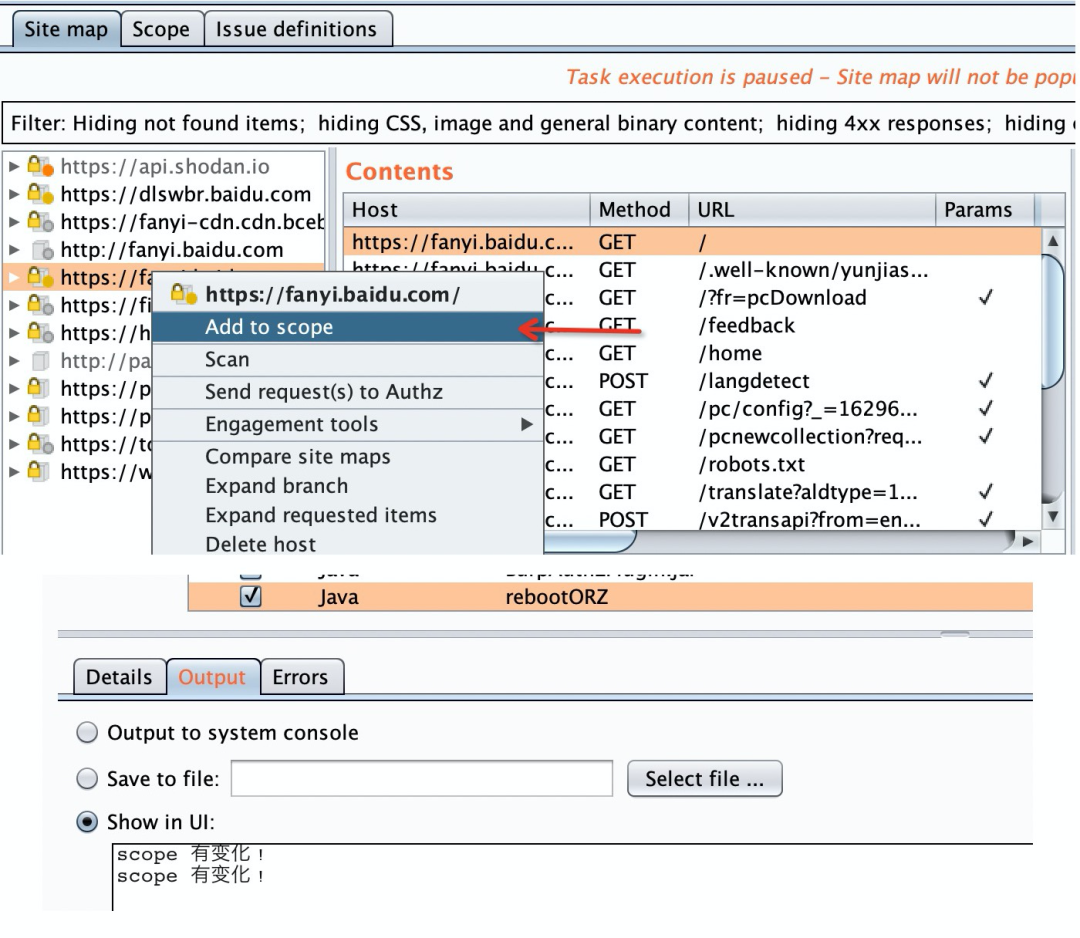 Site map Scope Issue definitions
Task execution is paused – Site map will not be
Filter: Hiding not found items; hiding CSS, image and general binary content; hiding 4xx responses; hiding
https://api.shodan.io
https://dlswbr.baidu.com
https://fanyi-cdn.cdn.bceb
http://fanyi.baidu.com
https://fa
https://fi
https://h
http://pa
https://p
https://p
https://to
https://w
https://fanyi.baidu.com/
Add to scope
Scan
Send request(s) to Authz
Engagement tools
Compare site maps
Expand branch
Expand requested items
Delete host
Contents
Host Method URL Params
https://fanyi.baidu.c... GET /
https://fanyi.baidu.c... GET /.well-known/yunjias...
c... GET /?fr=pcDownload ✓
c... GET /feedback
c... GET /home
c... POST /langdetect ✓
c... GET /pc/config?_=16296... ✓
c... GET /pcnewcollection?req... ✓
c... GET /robots.txt
c... GET /translate?aldtype=1... ✓
c... POST /v2transapi?from=en... ✓
Java
Java rebootORZ
Details Output Errors
Output to system console
Save to file: Select file ...
Show in UI:
scope 有变化！
scope 有变化！